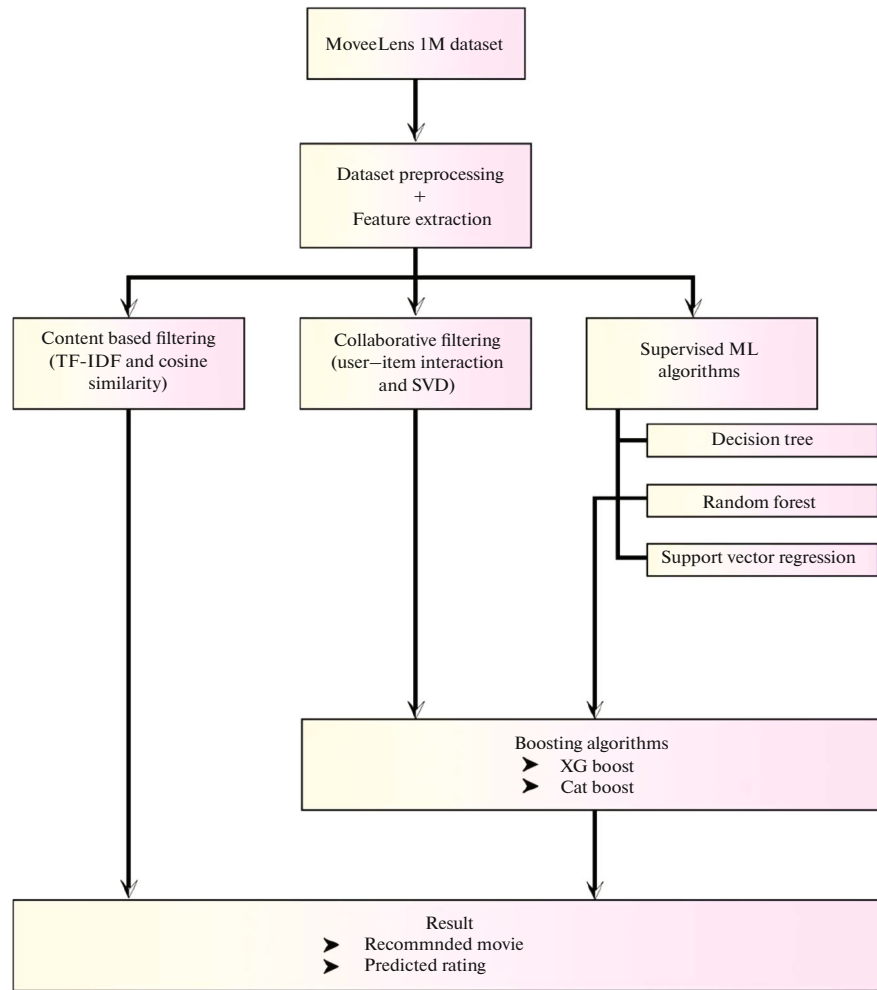 MoveeLens 1M dataset
Dataset preprocessing
+
Feature extraction
Content based filtering
(TF-IDF and cosine
similarity)
Collaborative filtering
(user–item interaction
and SVD)
Supervised ML
algorithms
Decision tree
Random forest
Support vector regression
Boosting algorithms
➤ XG boost
➤ Cat boost
Result
➤ Recommnded movie
➤ Predicted rating